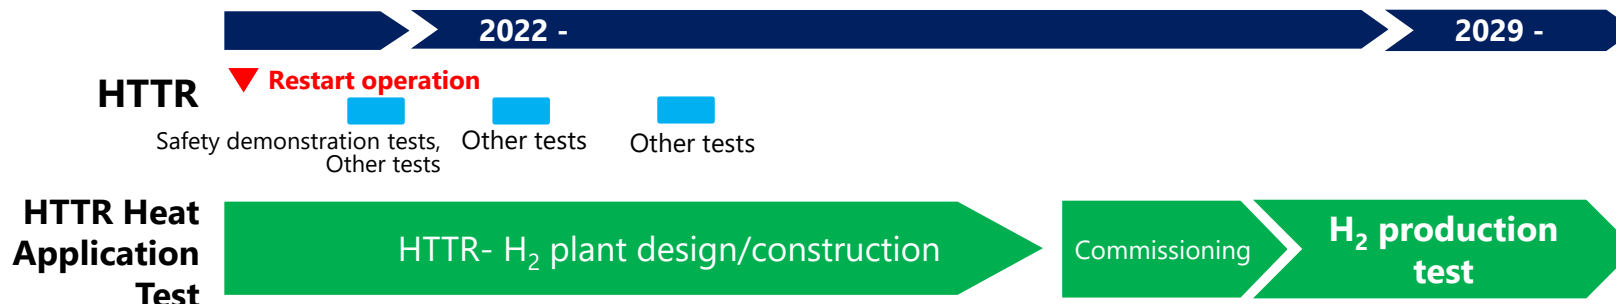 2022 -
2029 -
HTTR
Restart operation
Safety demonstration tests,
Other tests
Other tests
Other tests
HTTR Heat
Application
Test
HTTR- H₂ plant design/construction
Commissioning
H₂ production
test